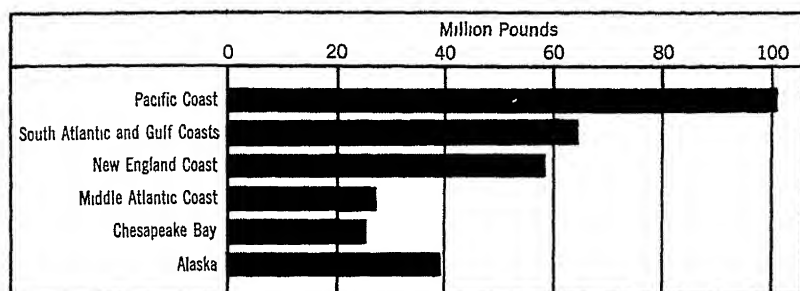 Million Pounds
0 20 40 60 80 100
Pacific Coast
South Atlantic and Gulf Coasts
New England Coast
Middle Atlantic Coast
Chesapeake Bay
Alaska